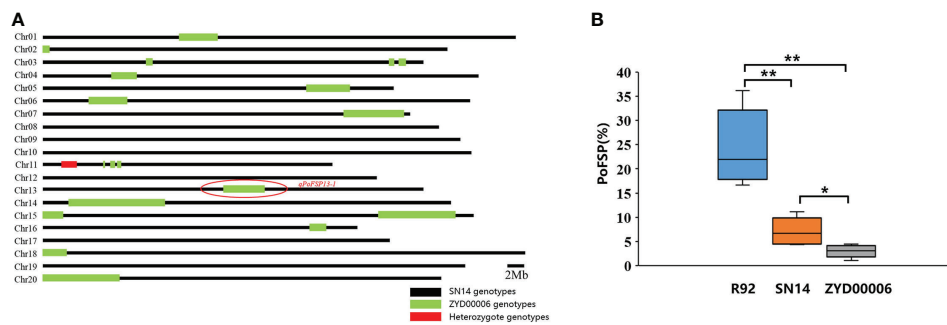 A
Chr01
Chr02
Chr03
Chr04
Chr05
Chr06
Chr07
Chr08
Chr09
Chr10
Chr11
Chr12
Chr13
qPoFSP13-1
Chr14
Chr15
Chr16
Chr17
Chr18
Chr19
2Mb
Chr20
SN14 genotypes
ZYD00006 genotypes
Heterozygote genotypes
B
**
**
*
PoFSP(%)
40
35
30
25
20
15
10
5
0
R92 SN14 ZYD00006